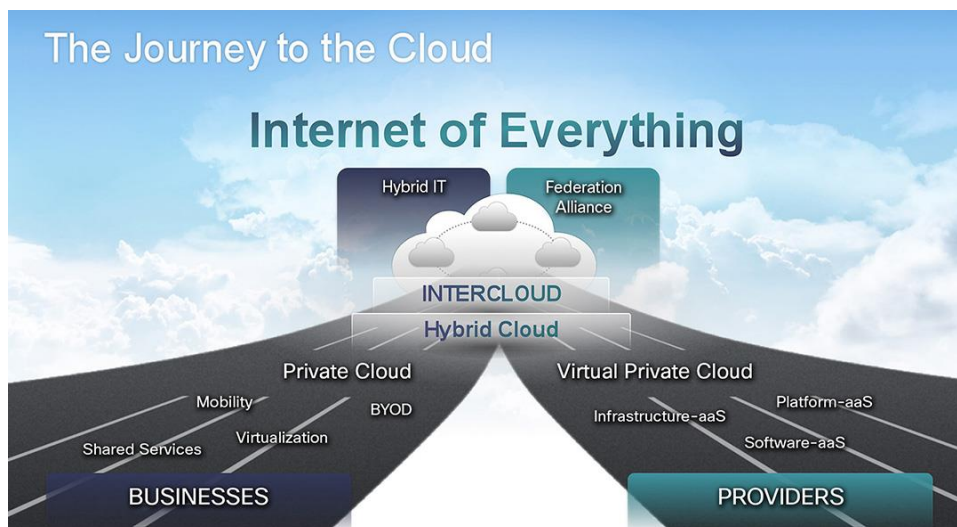 The Journey to the Cloud
Internet of Everything
Hybrid IT
Federation
Alliance
INTERCLOUD
Hybrid Cloud
Private Cloud
Virtual Private Cloud
Mobility
BYOD
Infrastructure-aaS
Platform-aaS
Shared Services
Virtualization
Software-aaS
BUSINESSES
PROVIDERS